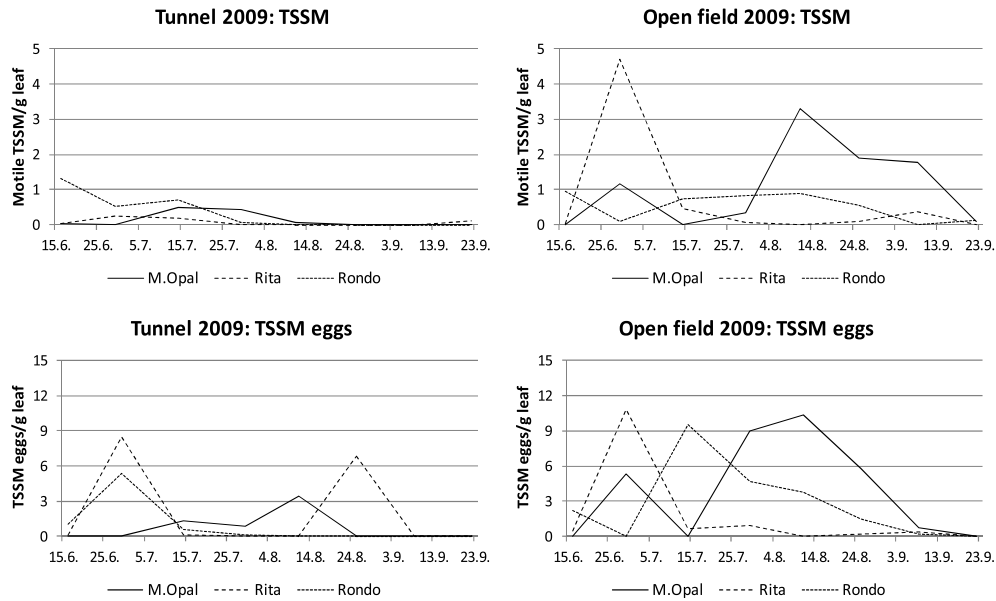 Tunnel 2009: TSSM
Motile TSSM/g leaf
5
4
3
2
1
0
15.6. 25.6. 5.7. 15.7. 25.7. 4.8. 14.8. 24.8. 3.9. 13.9. 23.9.
M.Opal Rita Rondo
Open field 2009: TSSM
Motile TSSM/g leaf
5
4
3
2
1
0
15.6. 25.6. 5.7. 15.7. 25.7. 4.8. 14.8. 24.8. 3.9. 13.9. 23.9.
M.Opal Rita Rondo
Tunnel 2009: TSSM eggs
TSSM eggs/g leaf
15
12
9
6
3
0
15.6. 25.6. 5.7. 15.7. 25.7. 4.8. 14.8. 24.8. 3.9. 13.9. 23.9.
M.Opal Rita Rondo
Open field 2009: TSSM eggs
TSSM eggs/g leaf
15
12
9
6
3
0
15.6. 25.6. 5.7. 15.7. 25.7. 4.8. 14.8. 24.8. 3.9. 13.9. 23.9.
M.Opal Rita Rondo